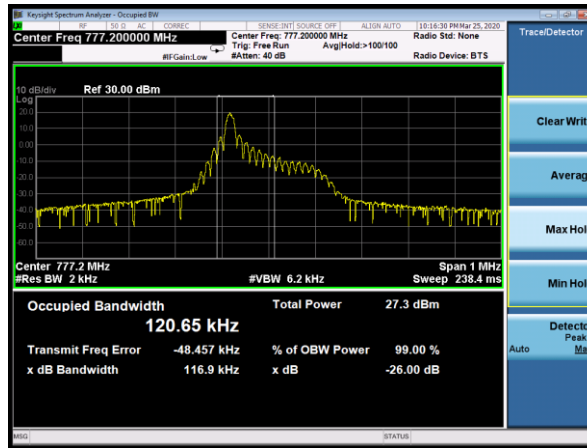 Keysight Spectrum Analyzer - Occupied BW
RF 50 Ω AC CORREC SENSE:INT SOURCE OFF ALIGN AUTO 10:16:30 PM Mar 25, 2020
Center Freq 777.200000 MHz
Center Freq: 777.200000 MHz
Radio Std: None
Trig: Free Run Avg|Hold:>100/100
#IFGain:Low
#Atten: 40 dB
Radio Device: BTS
10 dB/div Ref 30.00 dBm
Log
20.0
10.0
0.00
-10.0
-20.0
-30.0
-40.0
-50.0
-60.0
Center 777.2 MHz
Span 1 MHz
#Res BW 2 kHz
#VBW 6.2 kHz
Sweep 238.4 ms
Occupied Bandwidth
120.65 kHz
Total Power 27.3 dBm
Transmit Freq Error -48.457 kHz
% of OBW Power 99.00 %
x dB Bandwidth 116.9 kHz
x dB -26.00 dB
MSG
STATUS
Trace/Detector
Clear Writ
Averag
Max Hol
Min Hol
Detecto
Peak
Auto Ma